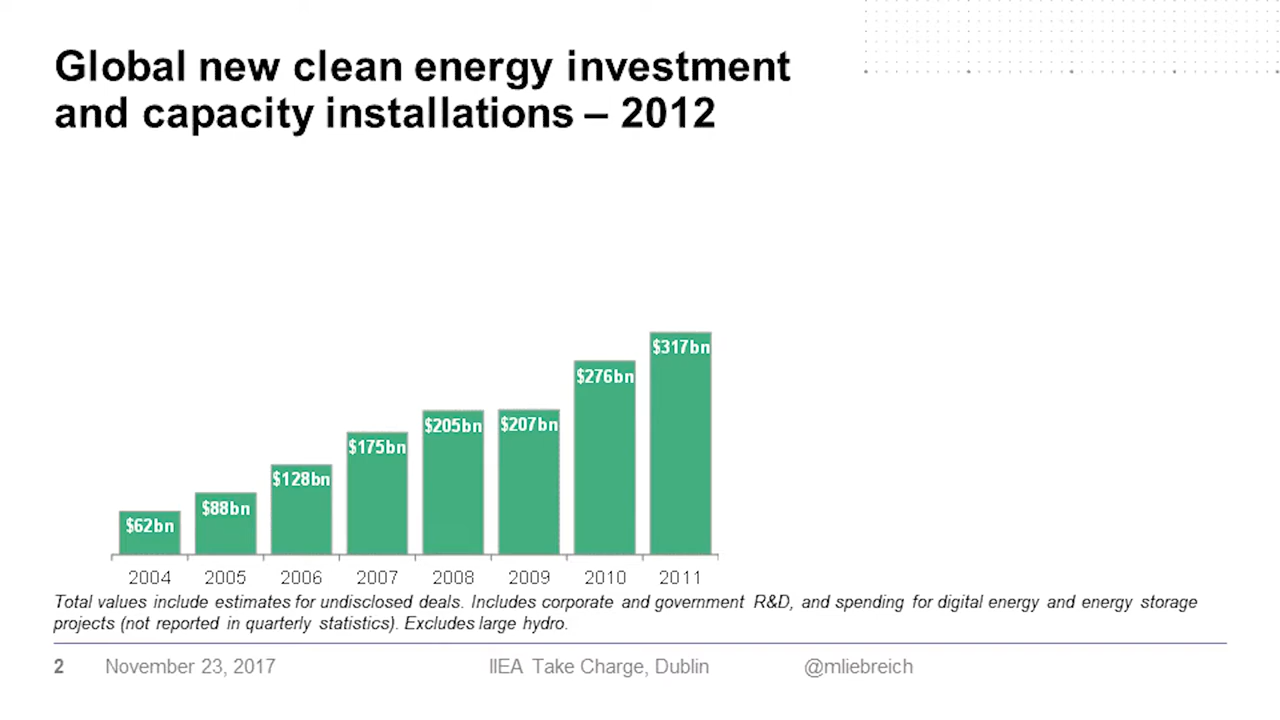 Global new clean energy investment
and capacity installations – 2012
$62bn
$88bn
$128bn
$175bn
$205bn
$207bn
$276bn
$317bn
2004 2005 2006 2007 2008 2009 2010 2011
Total values include estimates for undisclosed deals. Includes corporate and government R&D, and spending for digital energy and energy storage
projects (not reported in quarterly statistics). Excludes large hydro.
2 November 23, 2017 IIEA Take Charge, Dublin @mliebreich